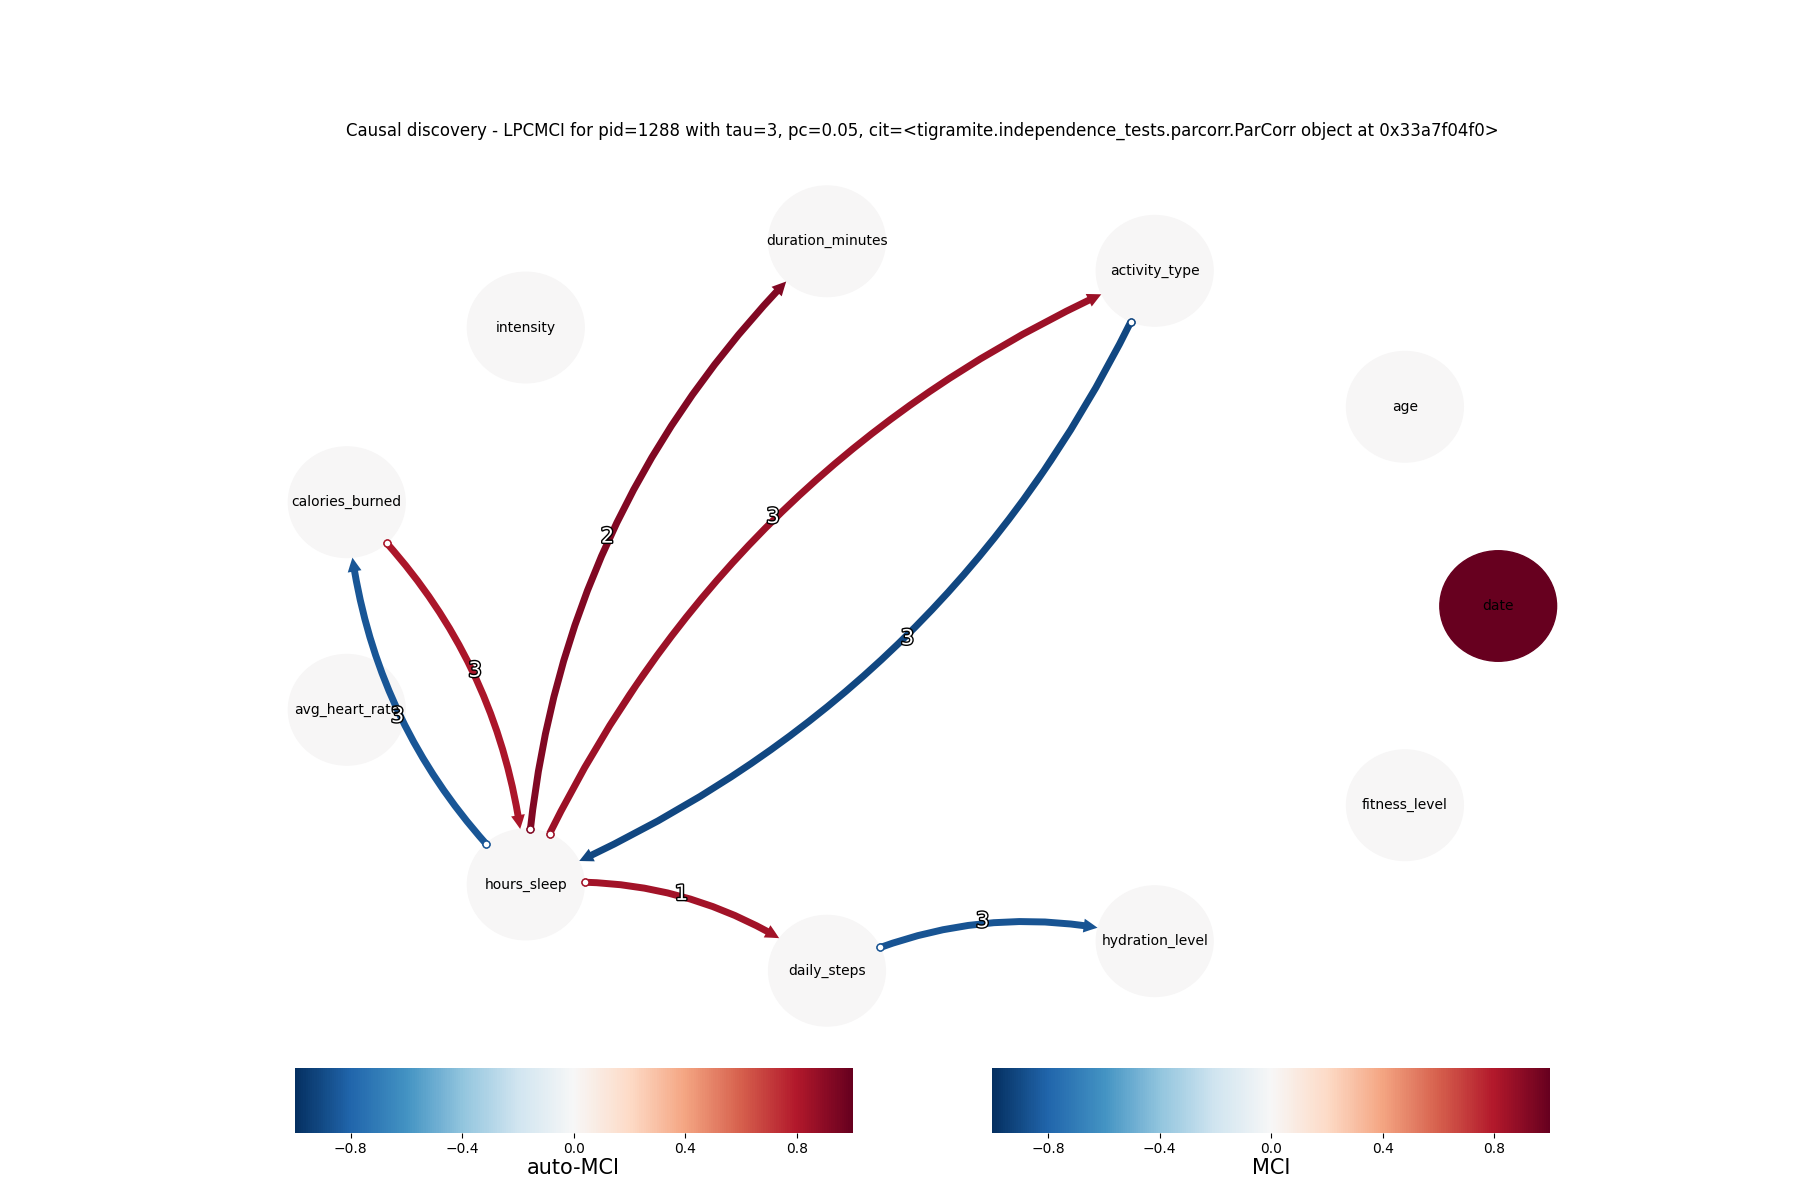 Causal discovery - LPCMCI for pid=1288 with tau=3, pc=0.05, cit=<tigramite.independence_tests.parcorr.ParCorr object at 0x33a7f04f0>
duration_minutes
activity_type
intensity
age
calories_burned
2
3
date
3
3
avg_heart_rate
3
fitness_level
hours_sleep
1
3
hydration_level
daily_steps
−0.8 −0.4 0.0 0.4 0.8
auto-MCI
−0.8 −0.4 0.0 0.4 0.8
MCI